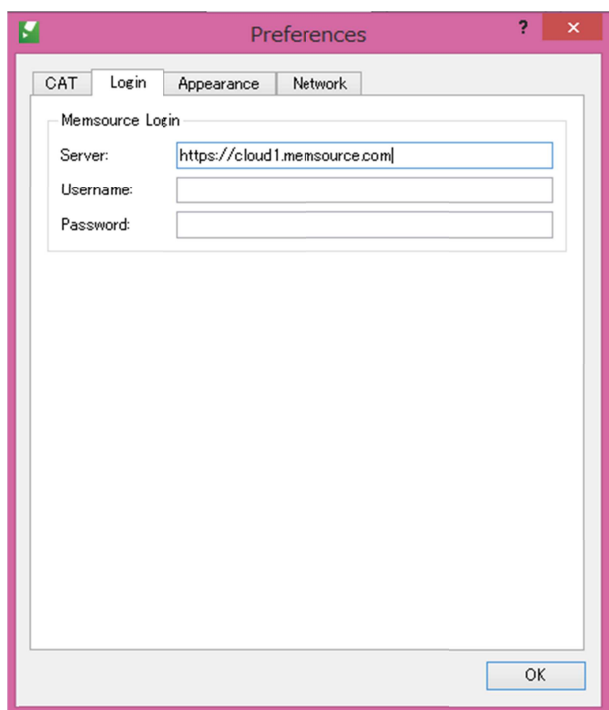 Preferences
?
×
CAT Login Appearance Network
Memsource Login
Server: https://cloud1.memsource.com
Username:
Password:
OK